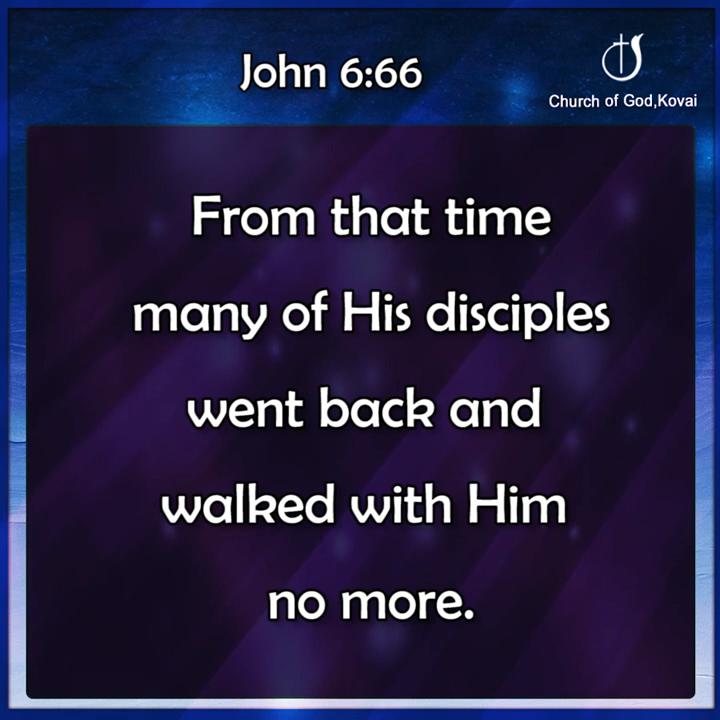 John 6:66
Church of God,Kovai
From that time
many of His disciples
went back and
walked with Him
no more.